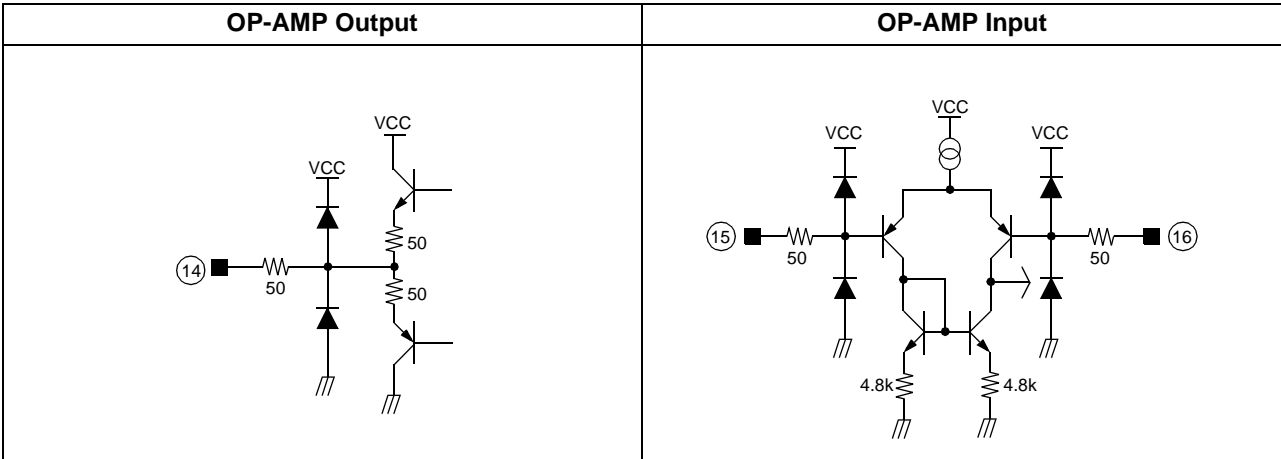 OP-AMP Output
OP-AMP Input
VCC
VCC
50
50
50
14
VCC
VCC
VCC
15
50
50
16
4.8k
4.8k